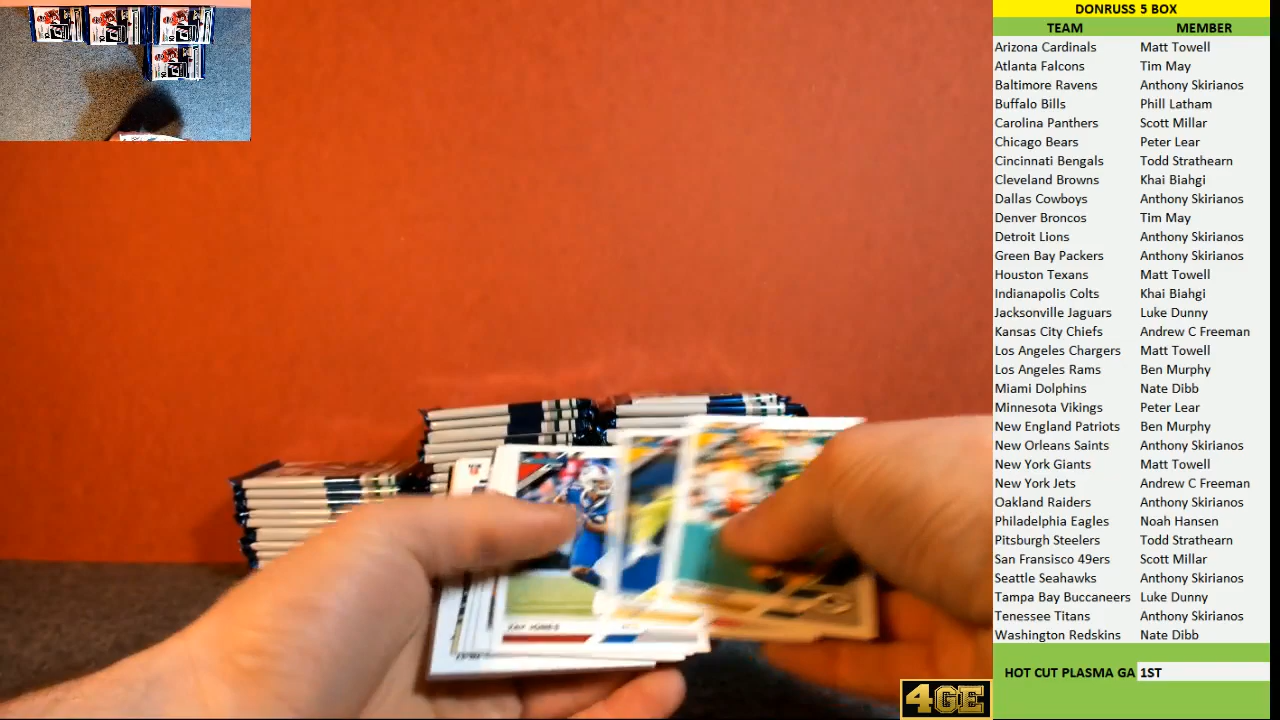 DONRUSS 5 BOX
TEAM MEMBER
Arizona Cardinals Matt Towell
Atlanta Falcons Tim May
Baltimore Ravens Anthony Skirianos
Buffalo Bills Phill Latham
Carolina Panthers Scott Millar
Chicago Bears Peter Lear
Cincinnati Bengals Todd Strathearn
Cleveland Browns Khai Biahgi
Dallas Cowboys Anthony Skirianos
Denver Broncos Tim May
Detroit Lions Anthony Skirianos
Green Bay Packers Anthony Skirianos
Houston Texans Matt Towell
Indianapolis Colts Khai Biahgi
Jacksonville Jaguars Luke Dunny
Kansas City Chiefs Andrew C Freeman
Los Angeles Chargers Matt Towell
Los Angeles Rams Ben Murphy
Miami Dolphins Nate Dibb
Minnesota Vikings Peter Lear
New England Patriots Ben Murphy
New Orleans Saints Anthony Skirianos
New York Giants Matt Towell
New York Jets Andrew C Freeman
Oakland Raiders Anthony Skirianos
Philadelphia Eagles Noah Hansen
Pitsburgh Steelers Todd Strathearn
San Fransisco 49ers Scott Millar
Seattle Seahawks Anthony Skirianos
Tampa Bay Buccaneers Luke Dunny
Tenessee Titans Anthony Skirianos
Washington Redskins Nate Dibb
HOT CUT PLASMA GA 1ST
4GE
ZAY JONES